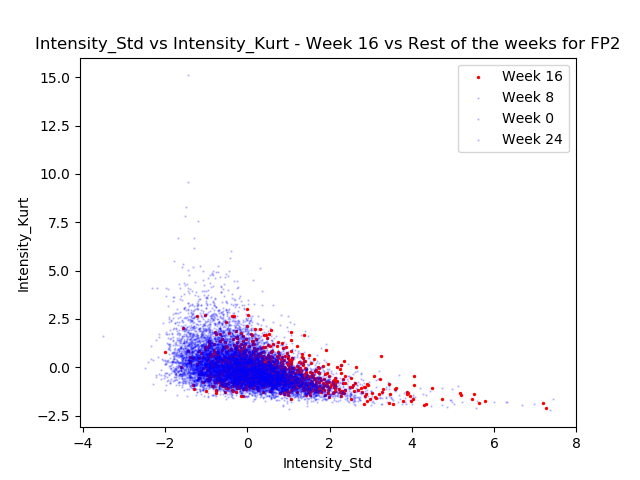 Intensity_Std vs Intensity_Kurt - Week 16 vs Rest of the weeks for FP2
Week 16
Week 8
Week 0
Week 24
15.0
12.5
10.0
7.5
5.0
2.5
0.0
−2.5
Intensity_Kurt
−4 −2 0 2 4 6 8
Intensity_Std